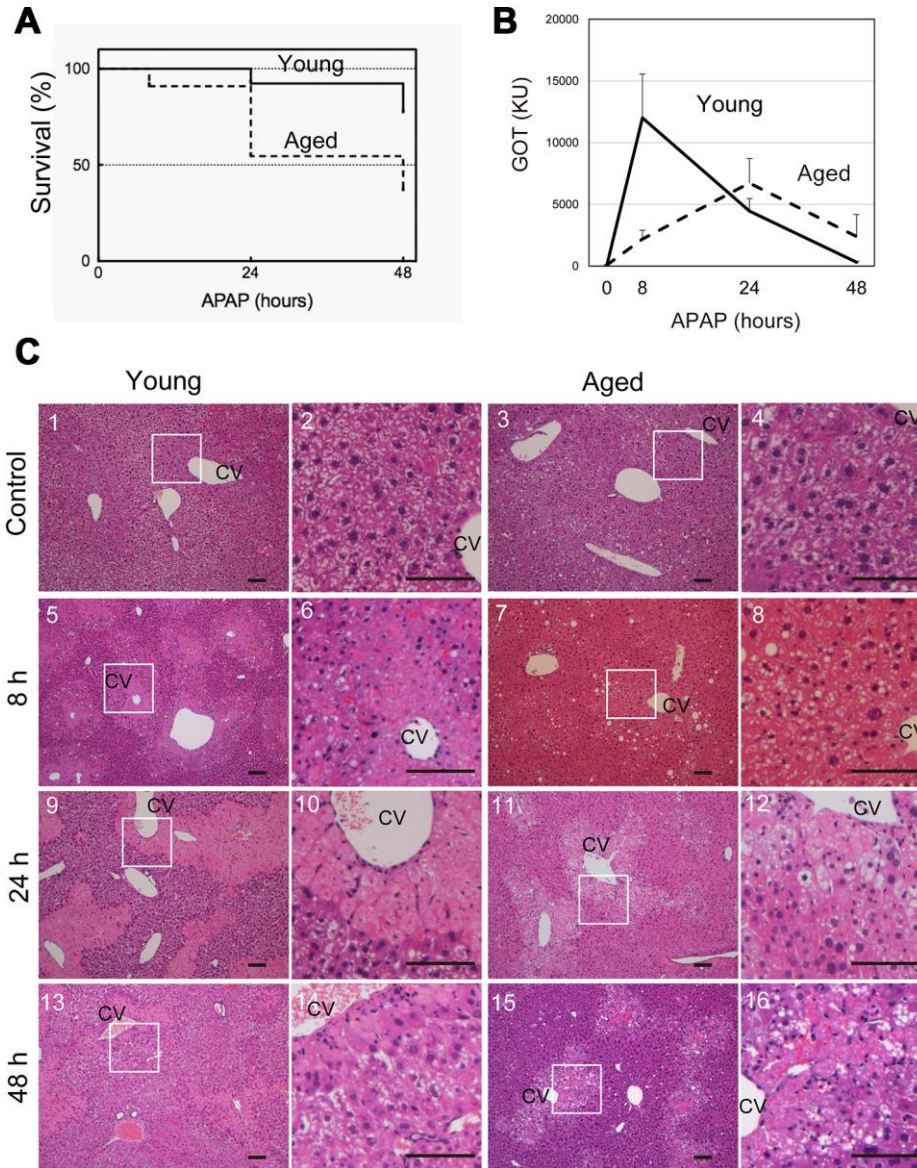 A
Survival (%)
100
50
0
Young
Aged
0 24 48
APAP (hours)
B
GOT (KU)
20000
15000
10000
5000
0
Young
Aged
0 8 24 48
APAP (hours)
C
Young Aged
Control
1 CV
2 CV
3 CV
4 CV
8 h
5 CV
6 CV
7 CV
8 CV
24 h
9 CV
10 CV
11 CV
12 CV
48 h
13 CV
CV
15 CV
16 CV